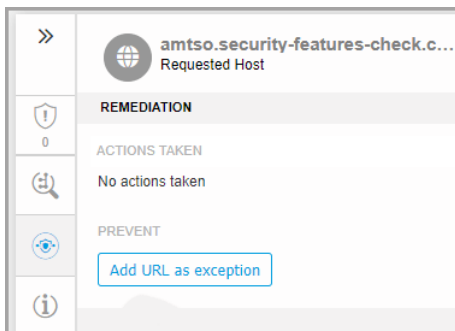 amtso.security-features-check.c...
Requested Host
REMEDIATION
0
ACTIONS TAKEN
No actions taken
PREVENT
Add URL as exception